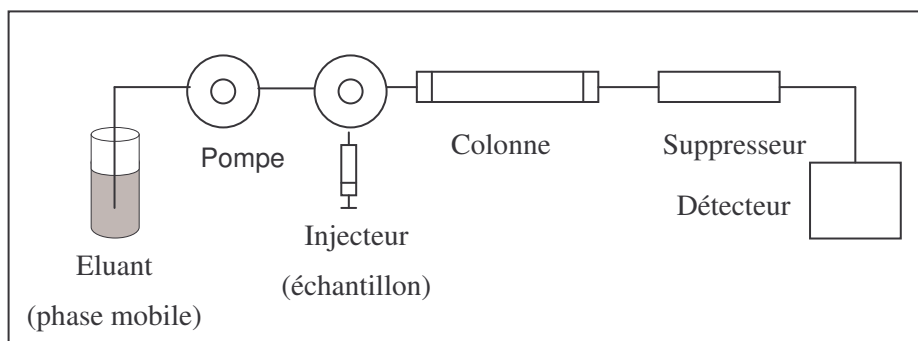 Pompe
Colonne
Suppresseur
Détecteur
Injecteur
(échantillon)
Eluant
(phase mobile)